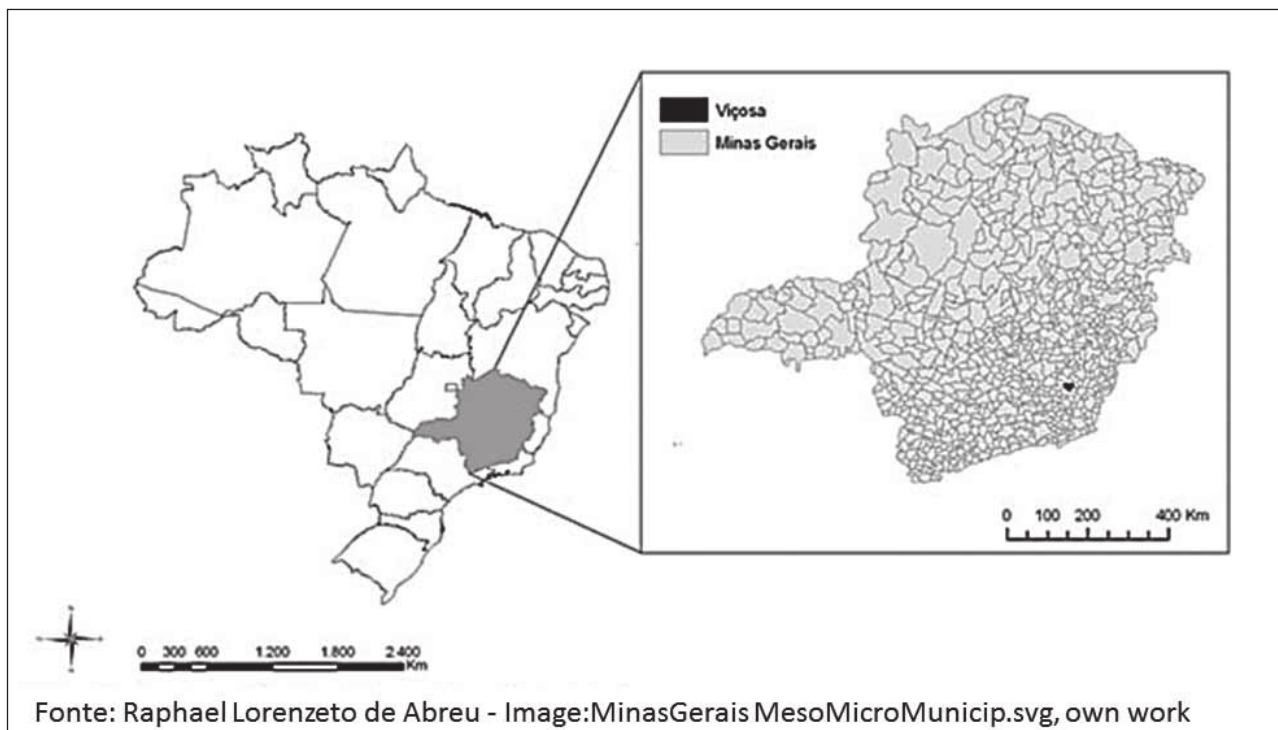 Viçosa
Minas Gerais
0 100 200 400 Km
0 300 600 1.200 1.800 2.400
Km
Fonte: Raphael Lorenzeto de Abreu - Image:MinasGerais MesoMicroMunicip.svg, own work